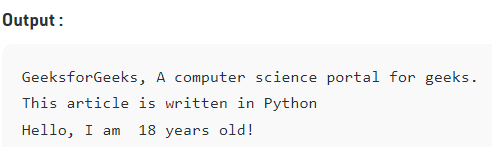 Output :
GeeksforGeeks, A computer science portal for geeks.
This article is written in Python
Hello, I am  18 years old!